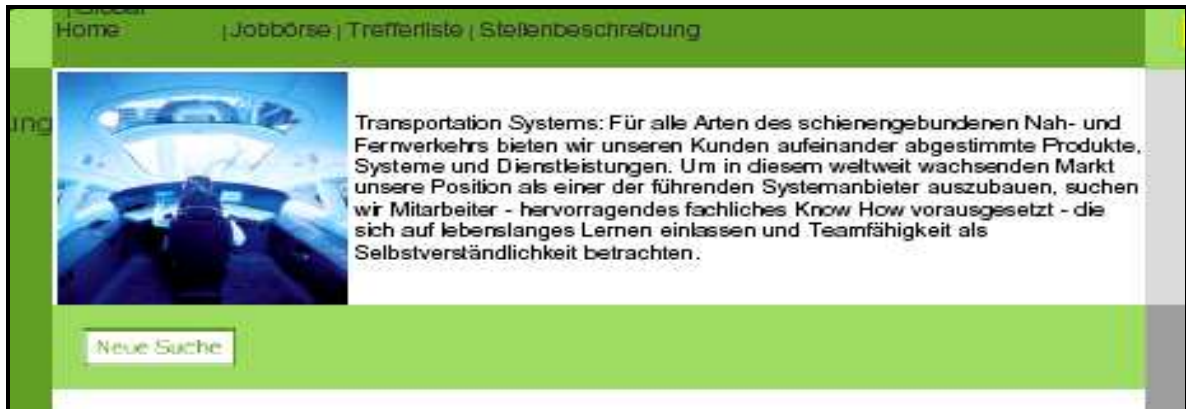 Home | Jobbörse | Trefferliste | Stellenbeschreibung
ung
Transportation Systems: Für alle Arten des schienengebundenen Nah- und
Fernverkehrs bieten wir unseren Kunden aufeinander abgestimmte Produkte,
Systeme und Dienstleistungen. Um in diesem weltweit wachsenden Markt
unsere Position als einer der führenden Systemanbieter auszubauen, suchen
wir Mitarbeiter - hervorragendes fachliches Know How vorausgesetzt - die
sich auf lebenslanges Lernen einlassen und Teamfähigkeit als
Selbstverständlichkeit betrachten.
Neue Suche